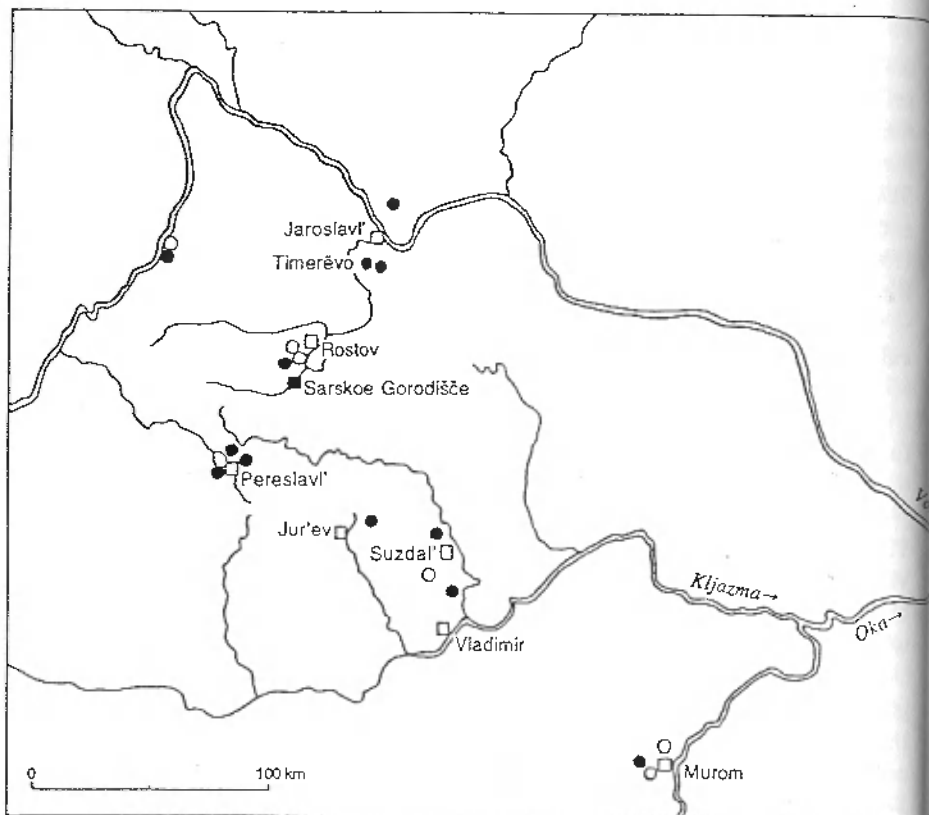 Jaroslavl'
Timerëvo
Rostov
Sarskoe Gorodišče
Pereslavl'
Jur'ev
Suzdal'
Kljazma→
Oka→
Vladimir
0 100 km
Murom